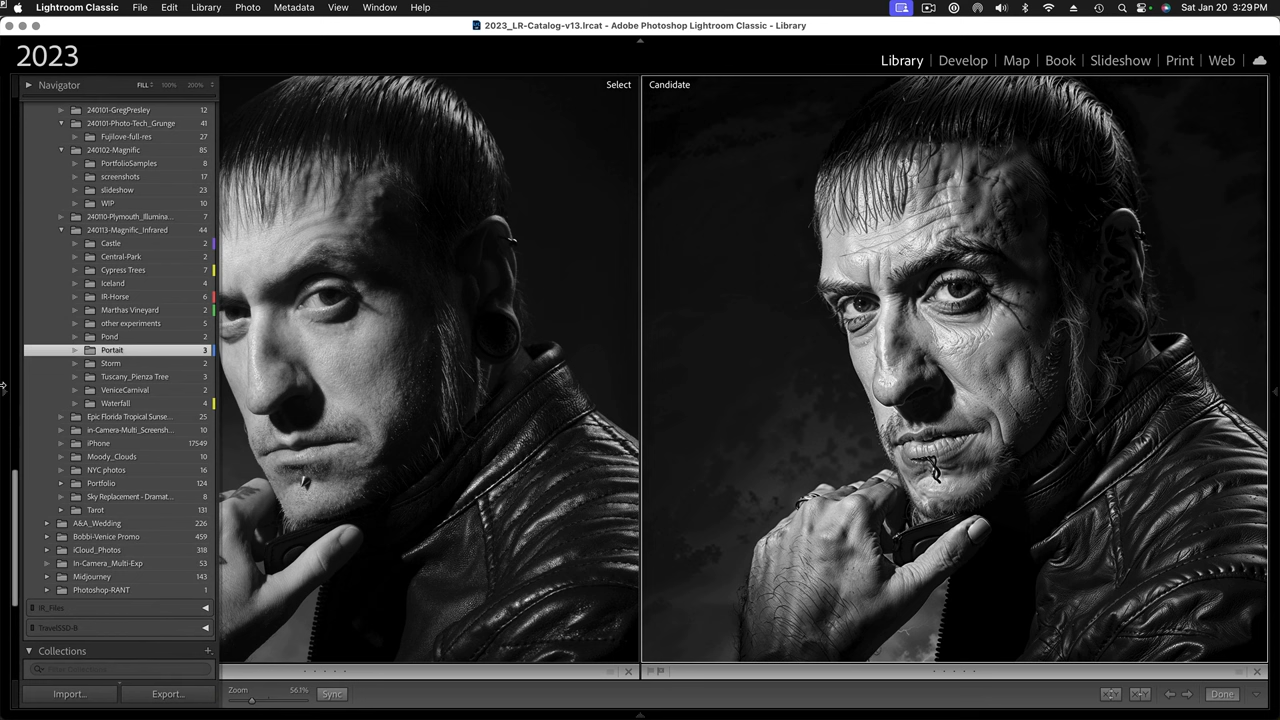 Lightroom Classic File Edit Library Photo Metadata View Window Help Sat Jan 20 3:29 PM
2023_LR-Catalog-v13.lrcat - Adobe Photoshop Lightroom Classic - Library
2023
Library | Develop | Map | Book | Slideshow | Print | Web
Navigator FILL 100% 200%
Select
Candidate
240101-GregPresley 12
240101-Photo-Tech_Grunge 41
Fujilove-full-res 27
240102-Magnific 85
PortfolioSamples 8
screenshots 17
slideshow 23
WIP 10
240110-Plymouth_Illumina... 7
240113-Magnific_Infrared 44
Castle 2
Central-Park 2
Cypress Trees 7
Iceland 4
IR-Horse 6
Marthas Vineyard 2
other experiments 5
Pond 2
Portait 3
Storm 2
Tuscany_Pienza Tree 3
VeniceCarnival 2
Waterfall 4
Epic Florida Tropical Sunse... 25
in-Camera-Multi_Screensh... 10
iPhone 17549
Moody_Clouds 10
NYC photos 16
Portfolio 124
Sky Replacement - Dramat... 8
Tarot 131
A&A_Wedding 226
Bobbi-Venice Promo 459
iCloud_Photos 318
In-Camera_Multi-Exp 53
Midjourney 143
Photoshop-RANT 1
IR_Files
TravelSSD-B
Collections
Filter Collections
Import... Export... Zoom 56.1% Sync X Y X Y Done